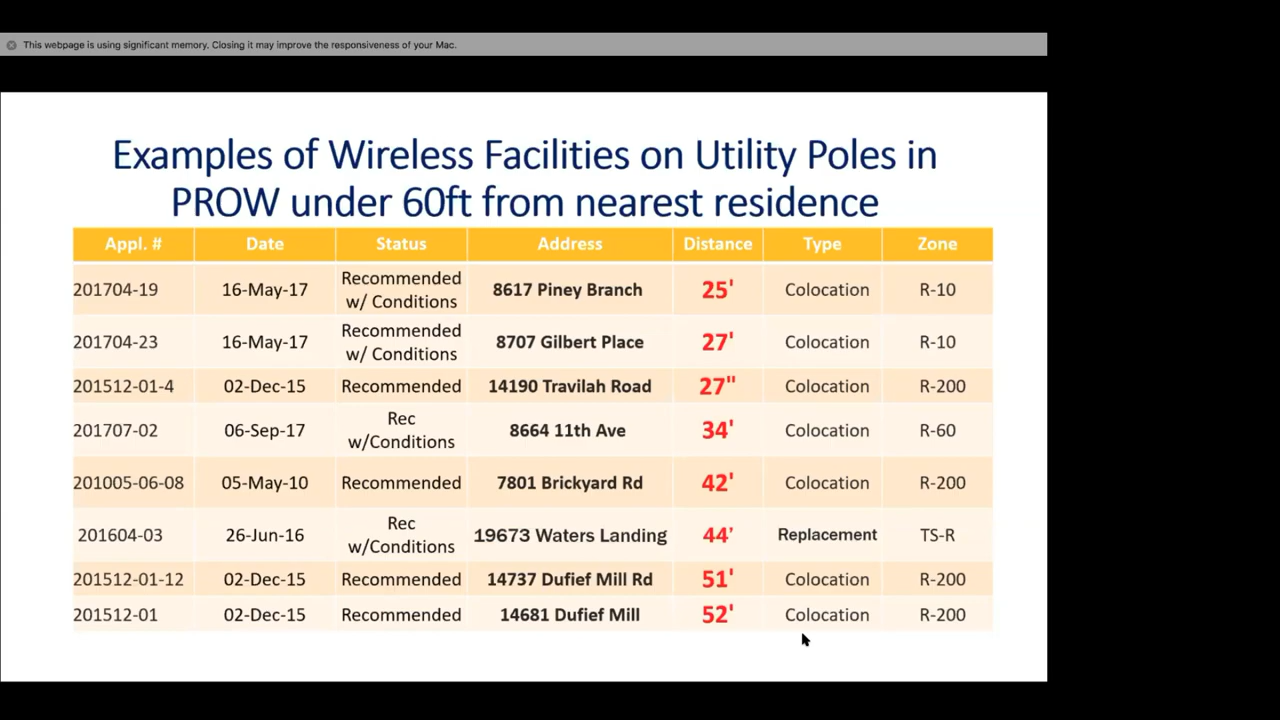 This webpage is using significant memory. Closing it may improve the responsiveness of your Mac.
Examples of Wireless Facilities on Utility Poles in
PROW under 60ft from nearest residence
Appl. # Date Status Address Distance Type Zone
201704-19 16-May-17 Recommended w/ Conditions 8617 Piney Branch 25' Colocation R-10
201704-23 16-May-17 Recommended w/ Conditions 8707 Gilbert Place 27' Colocation R-10
201512-01-4 02-Dec-15 Recommended 14190 Travilah Road 27" Colocation R-200
201707-02 06-Sep-17 Rec w/Conditions 8664 11th Ave 34' Colocation R-60
201005-06-08 05-May-10 Recommended 7801 Brickyard Rd 42' Colocation R-200
201604-03 26-Jun-16 Rec w/Conditions 19673 Waters Landing 44’ Replacement TS-R
201512-01-12 02-Dec-15 Recommended 14737 Dufief Mill Rd 51' Colocation R-200
201512-01 02-Dec-15 Recommended 14681 Dufief Mill 52' Colocation R-200